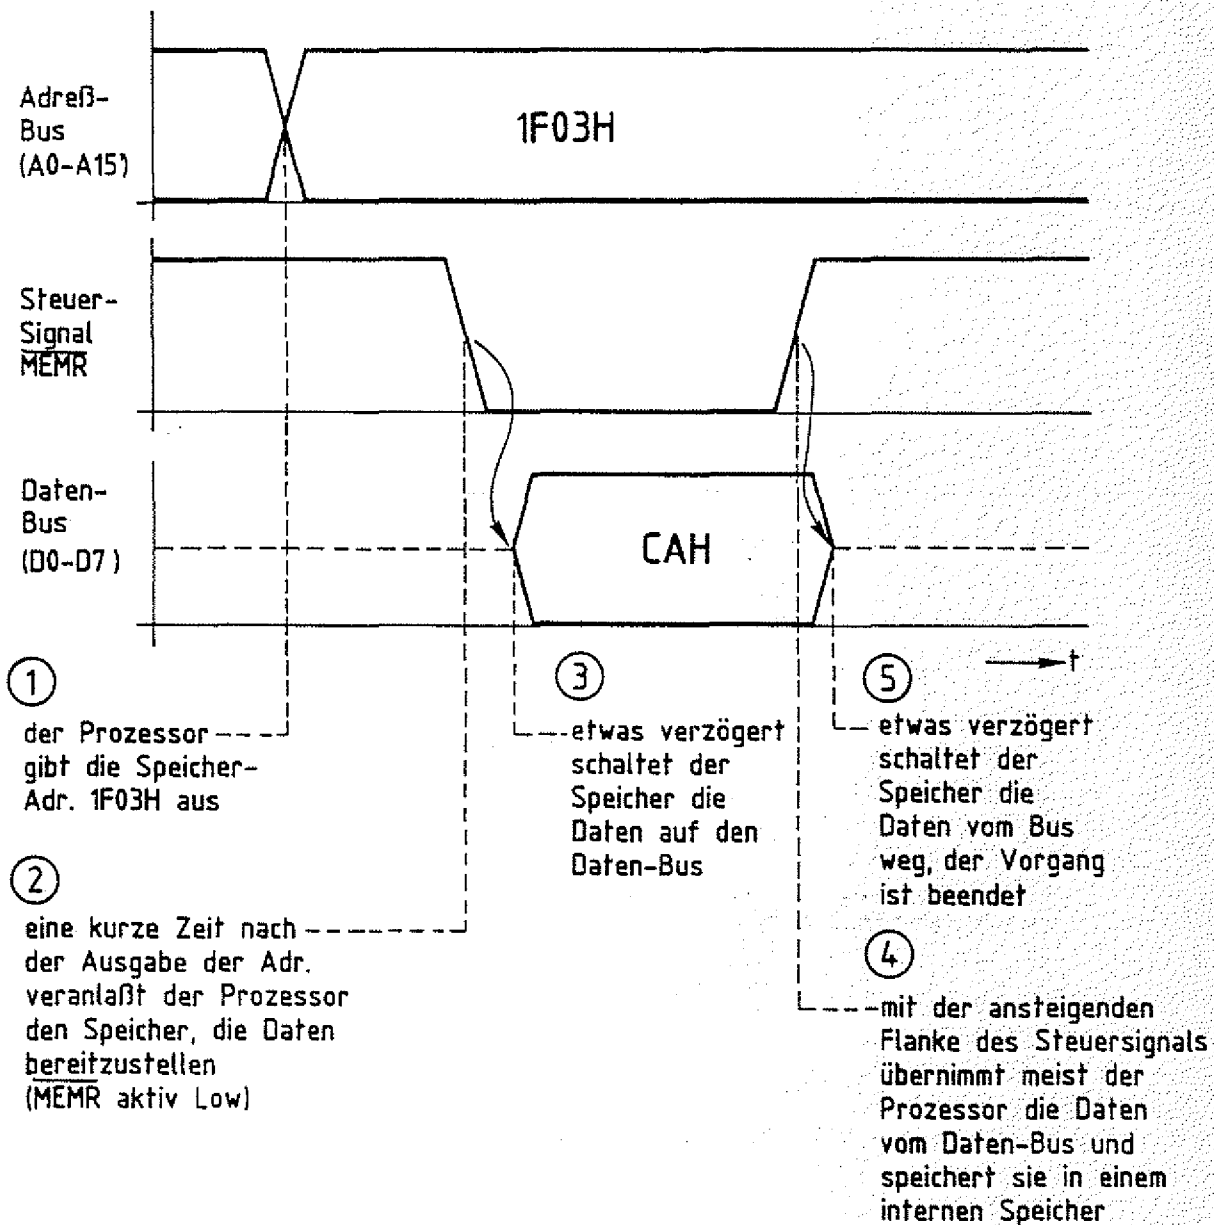 Adreß-
Bus
(A0-A15)
1F03H
Steuer-
Signal
M̅E̅M̅R̅
Daten-
Bus
(D0-D7)
CAH
t
1
der Prozessor
gibt die Speicher-
Adr. 1F03H aus
2
eine kurze Zeit nach
der Ausgabe der Adr.
veranlaßt der Prozessor
den Speicher, die Daten
bereitzustellen
(M̅E̅M̅R̅ aktiv Low)
3
etwas verzögert
schaltet der
Speicher die
Daten auf den
Daten-Bus
5
etwas verzögert
schaltet der
Speicher die
Daten vom Bus
weg, der Vorgang
ist beendet
4
mit der ansteigenden
Flanke des Steuersignals
übernimmt meist der
Prozessor die Daten
vom Daten-Bus und
speichert sie in einem
internen Speicher